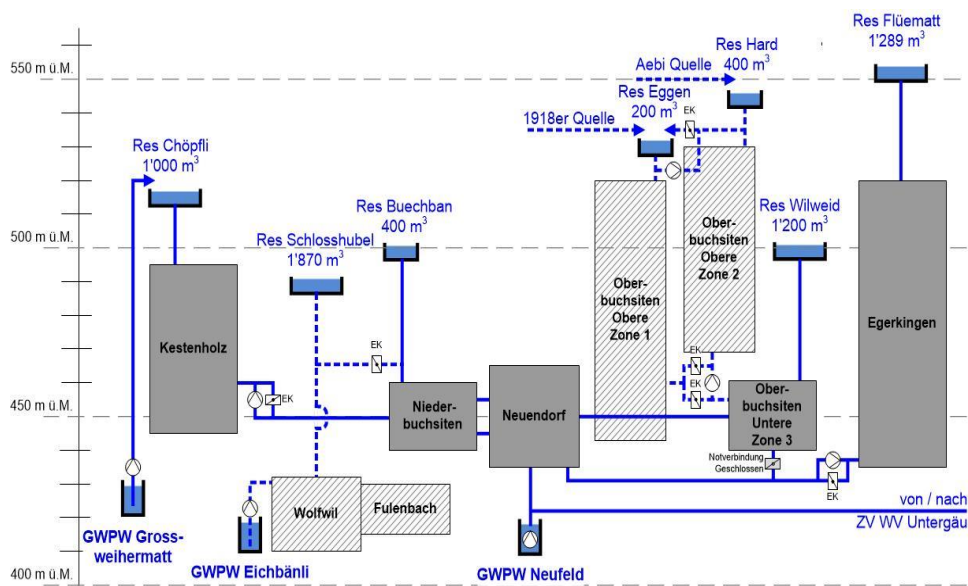 Res Flüematt
1'289 m³
Res Hard
400 m³
550 m ü.M.
Aebi Quelle
Res Eggen
200 m³
EK
1918er Quelle
Res Chöpfli
1'000 m³
Res Buechban
400 m³
Res Wilweid
1'200 m³
500 m ü.M.
Res Schlosshubel
1'870 m³
Ober-
buchsiten
Obere
Zone 2
Ober-
buchsiten
Obere
Zone 1
Kestenholz
Egerkingen
EK
EK
EK
EK
Nieder-
buchsiten
Neuendorf
Ober-
buchsiten
Untere
Zone 3
450 m ü.M.
Notverbindung
Geschlossen
EK
Wolfwil
Fulenbach
von / nach
ZV WV Untergäu
GWPW Gross-
weihermatt
GWPW Eichbänli
GWPW Neufeld
400 m ü.M.